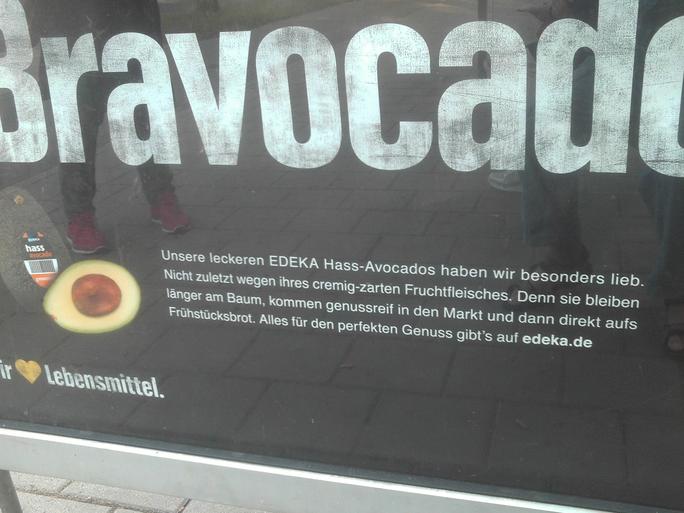 Bravocado
hass
avocado
Unsere leckeren EDEKA Hass-Avocados haben wir besonders lieb.
Nicht zuletzt wegen ihres cremig-zarten Fruchtfleisches. Denn sie bleiben
länger am Baum, kommen genussreif in den Markt und dann direkt aufs
Frühstücksbrot. Alles für den perfekten Genuss gibt's auf edeka.de
ir 💛 Lebensmittel.